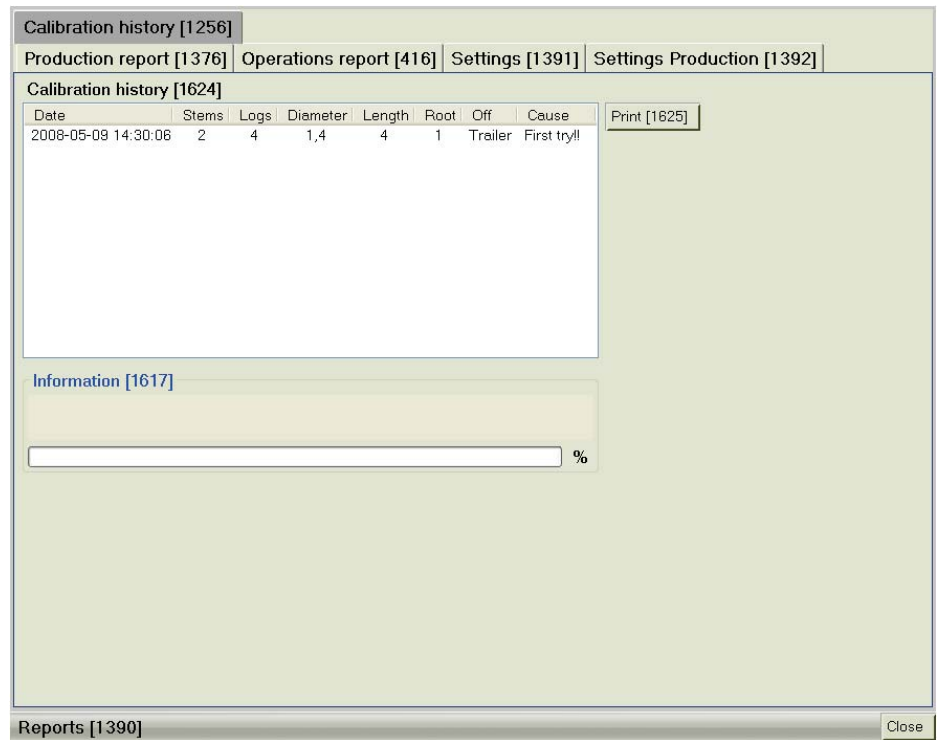 Calibration history [1256]
Production report [1376] Operations report [416] Settings [1391] Settings Production [1392]
Calibration history [1624]
Date Stems Logs Diameter Length Root Off Cause
2008-05-09 14:30:06 2 4 1,4 4 1 Trailer First try!!
Print [1625]
Information [1617]
%
Reports [1390] Close